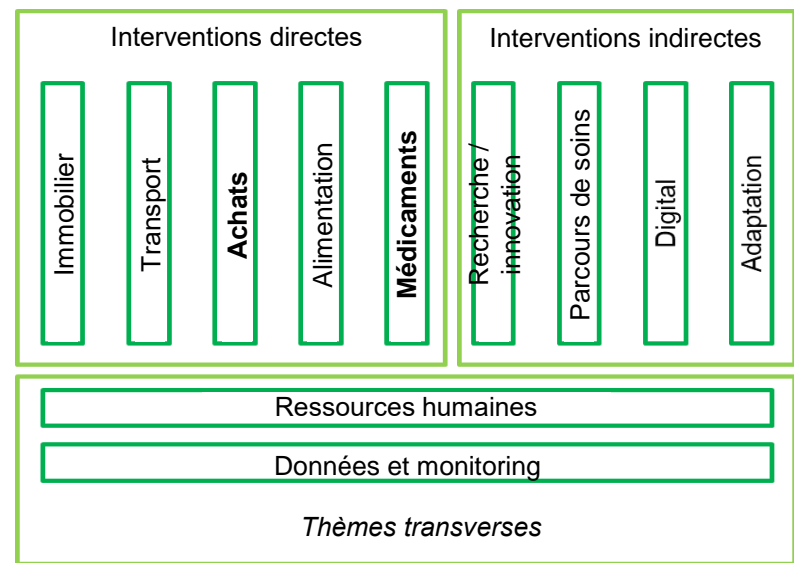 Interventions directes
Immobilier
Transport
Achats
Alimentation
Médicaments
Interventions indirectes
Recherche /
innovation
Parcours de soins
Digital
Adaptation
Ressources humaines
Données et monitoring
Thèmes transverses